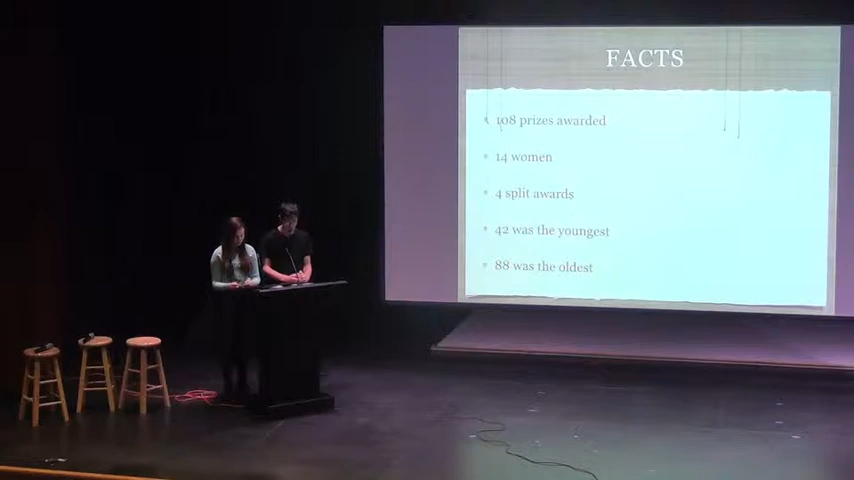 FACTS
108 prizes awarded
14 women
4 split awards
42 was the youngest
88 was the oldest